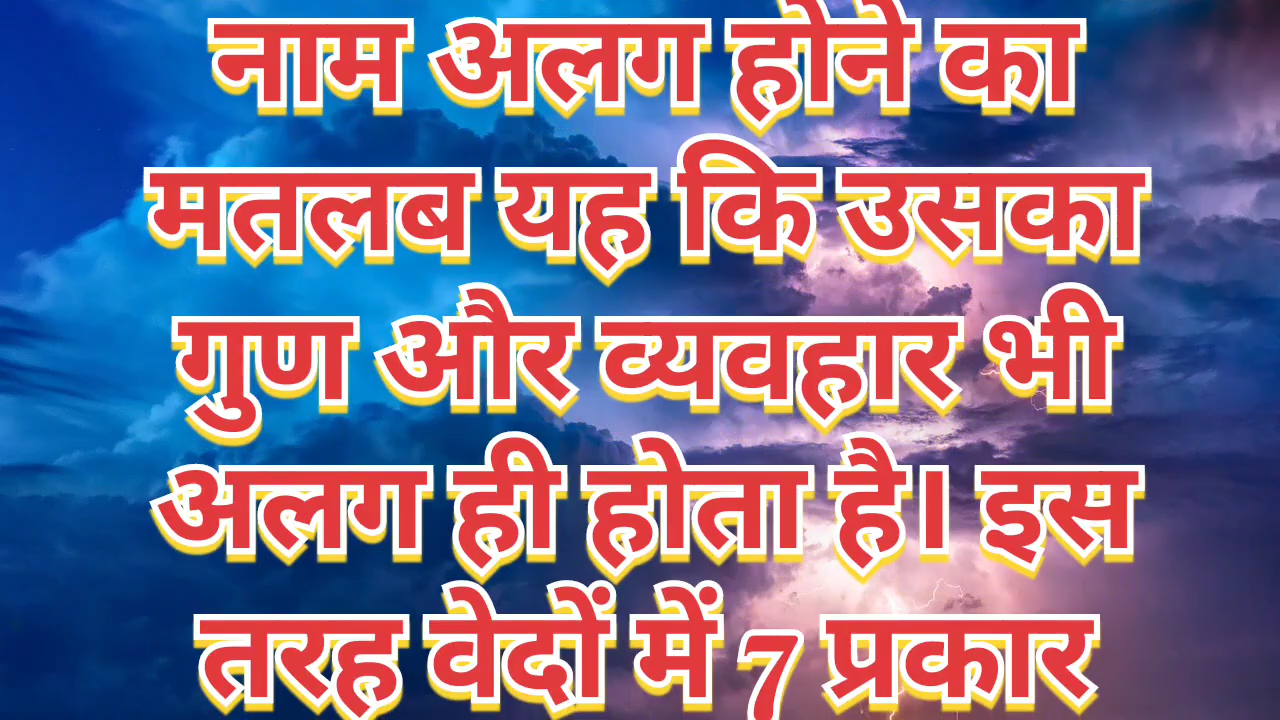 नाम अलग होने का
मतलब यह कि उसका
गुण और व्यवहार भी
अलग ही होता है। इस
तरह वेदों में 7 प्रकार